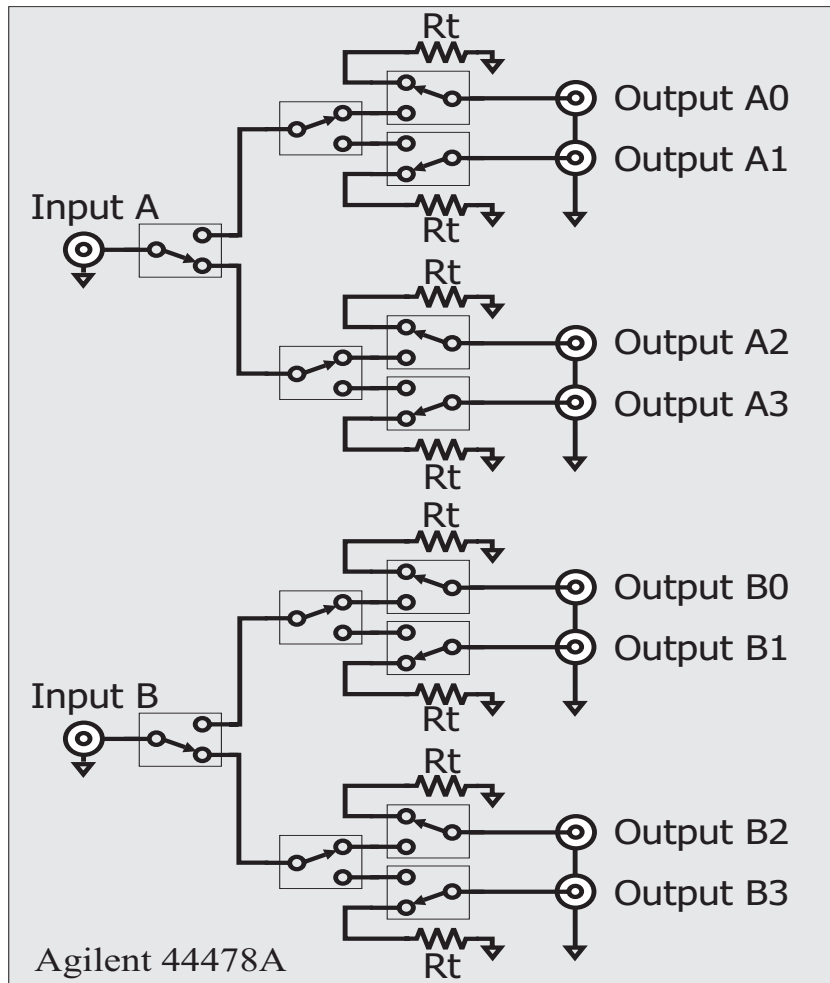 Rt
Output A0
Output A1
Input A
Rt
Rt
Output A2
Output A3
Rt
Rt
Output B0
Output B1
Input B
Rt
Rt
Output B2
Output B3
Agilent 44478A
Rt